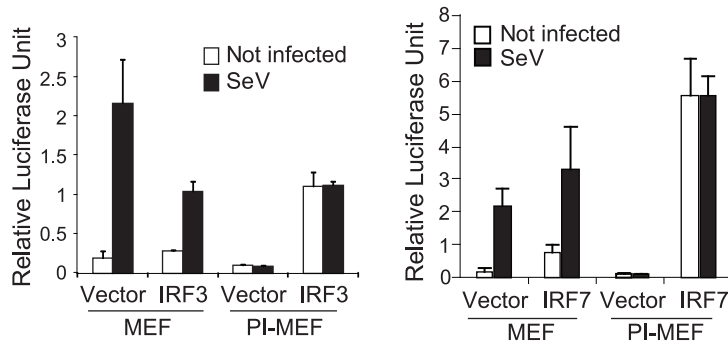 Relative Luciferase Unit
3
2.5
2
1.5
1
0.5
0
Not infected
SeV
Vector IRF3 Vector IRF3
MEF PI-MEF
Relative Luciferase Unit
8
7
6
5
4
3
2
1
0
Not infected
SeV
Vector IRF7 Vector IRF7
MEF PI-MEF